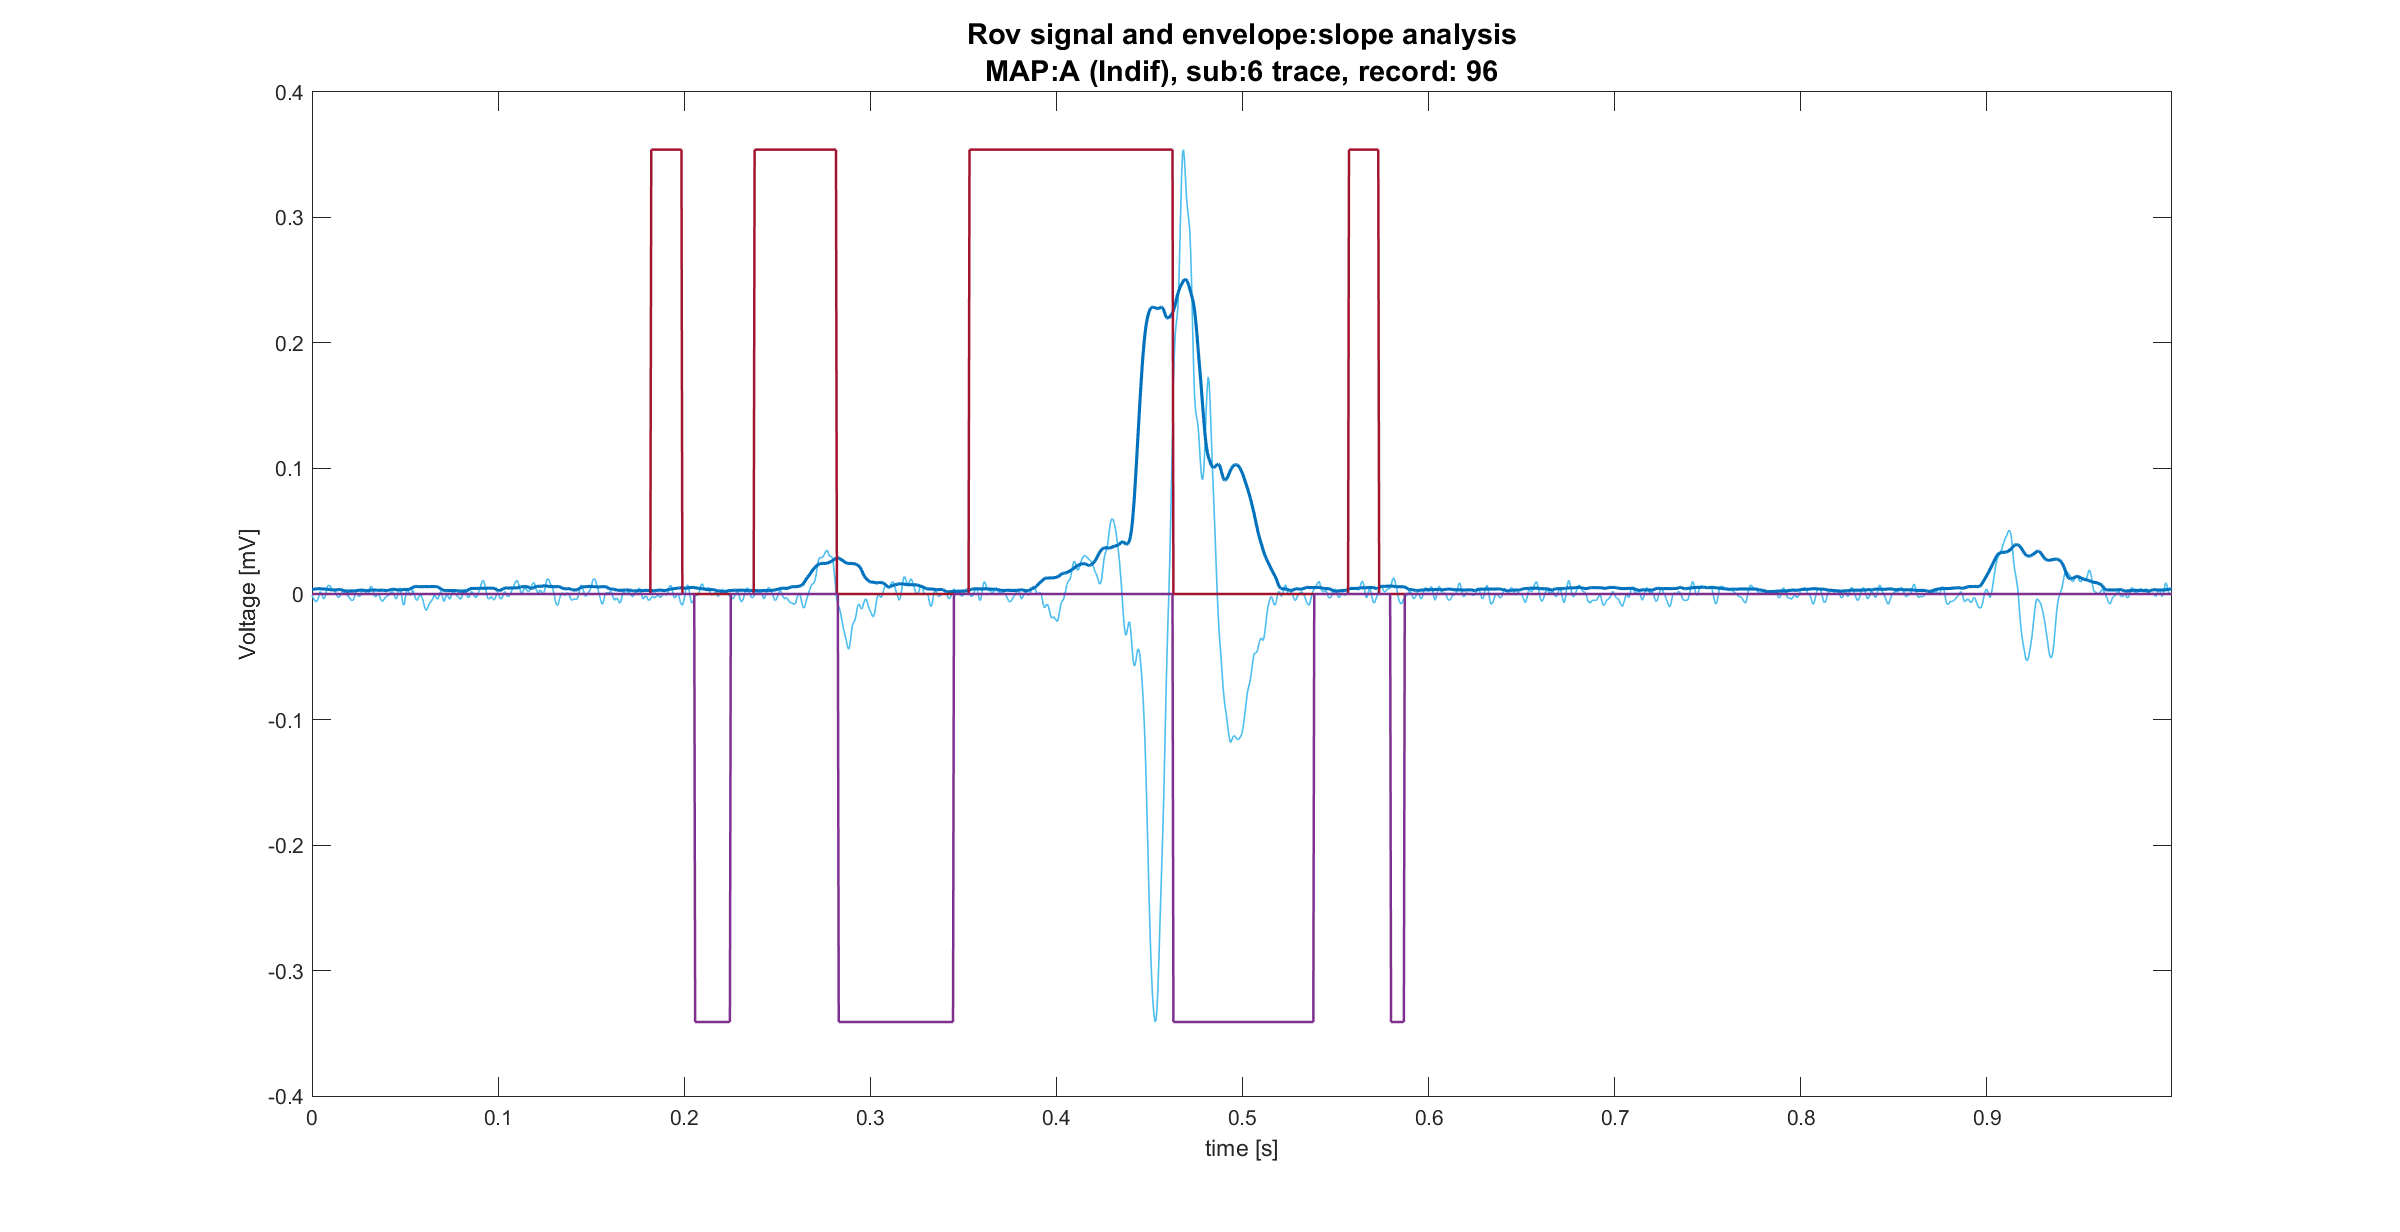 Rov signal and envelope:slope analysis
MAP:A (Indif), sub:6 trace, record: 96
0.4
0.3
0.2
0.1
0
-0.1
-0.2
-0.3
-0.4
Voltage [mV]
0 0.1 0.2 0.3 0.4 0.5 0.6 0.7 0.8 0.9
time [s]